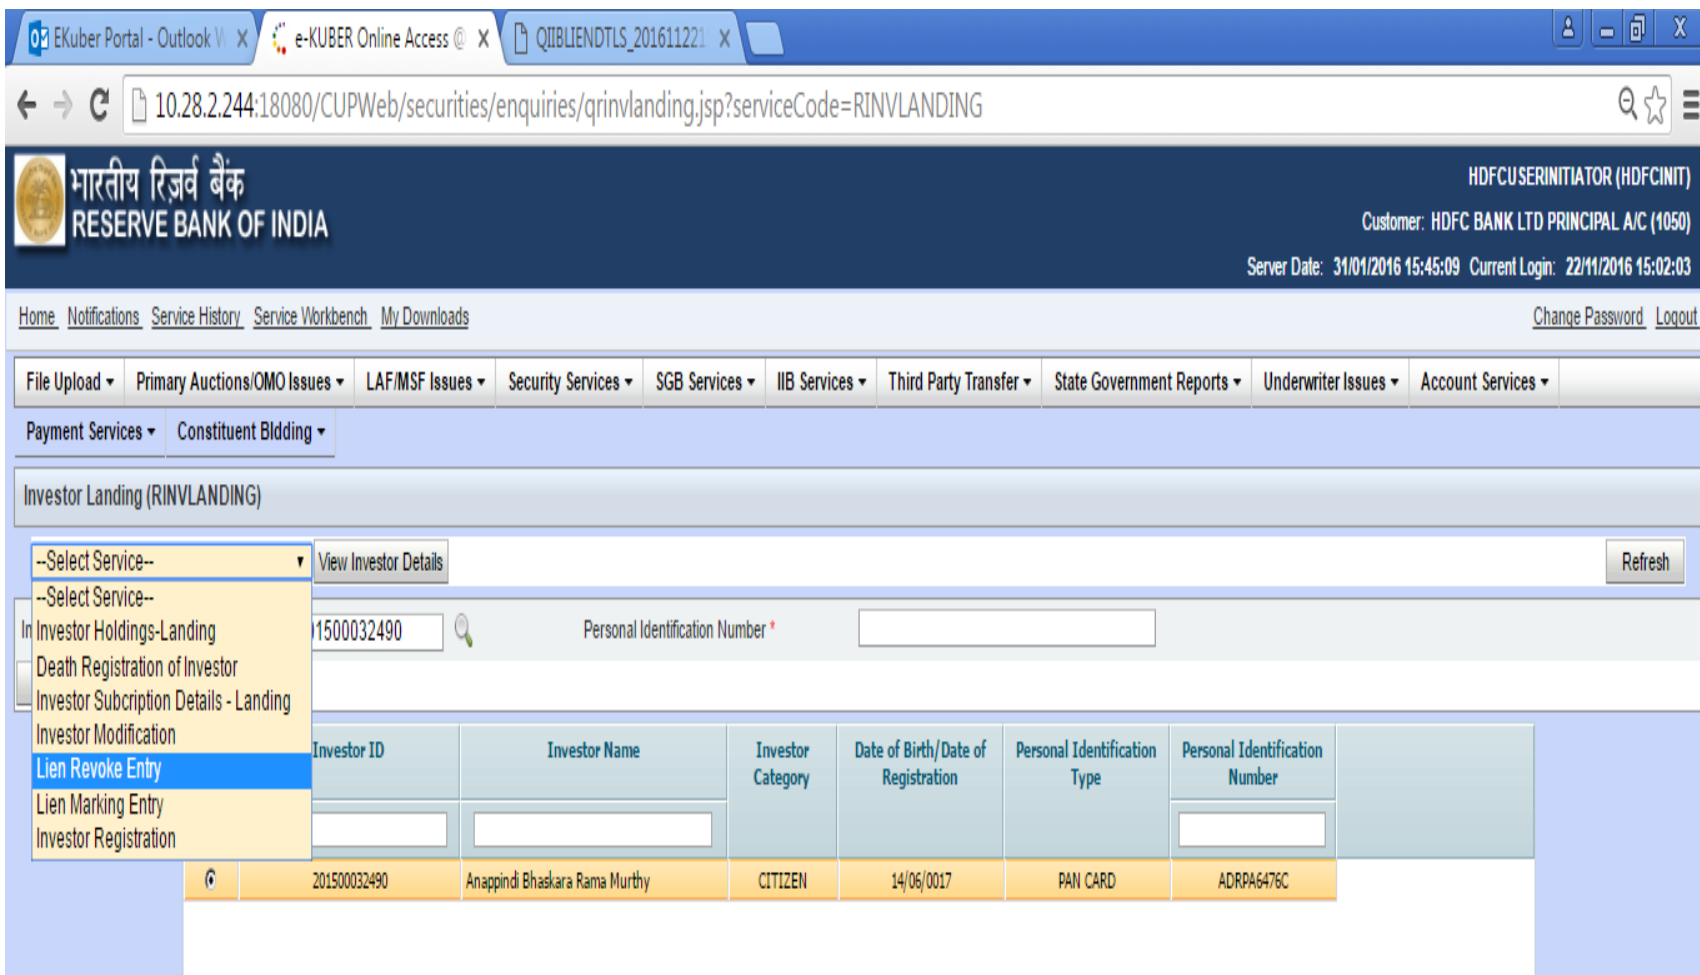 EKuber Portal - Outlook W
e-KUBER Online Access @
QIIBLIENDTLS_201611221
10.28.2.244:18080/CUPWeb/securities/enquiries/qrinvlanding.jsp?serviceCode=RINVLANDING
भारतीय रिज़र्व बैंक
RESERVE BANK OF INDIA
HDFCUSERINITIATOR (HDFCINIT)
Customer: HDFC BANK LTD PRINCIPAL A/C (1050)
Server Date: 31/01/2016 15:45:09 Current Login: 22/11/2016 15:02:03
Home Notifications Service History Service Workbench My Downloads Change Password Logout
File Upload Primary Auctions/OMO Issues LAF/MSF Issues Security Services SGB Services IIB Services Third Party Transfer State Government Reports Underwriter Issues Account Services
Payment Services Constituent BIdding
Investor Landing (RINVLANDING)
--Select Service-- View Investor Details Refresh
--Select Service--
Investor Holdings-Landing
Death Registration of Investor
Investor Subcription Details - Landing
Investor Modification
Lien Revoke Entry
Lien Marking Entry
Investor Registration
In 01500032490 Personal Identification Number *
Investor ID Investor Name Investor Category Date of Birth/Date of Registration Personal Identification Type Personal Identification Number
201500032490 Anappindi Bhaskara Rama Murthy CITIZEN 14/06/0017 PAN CARD ADRPA6476C